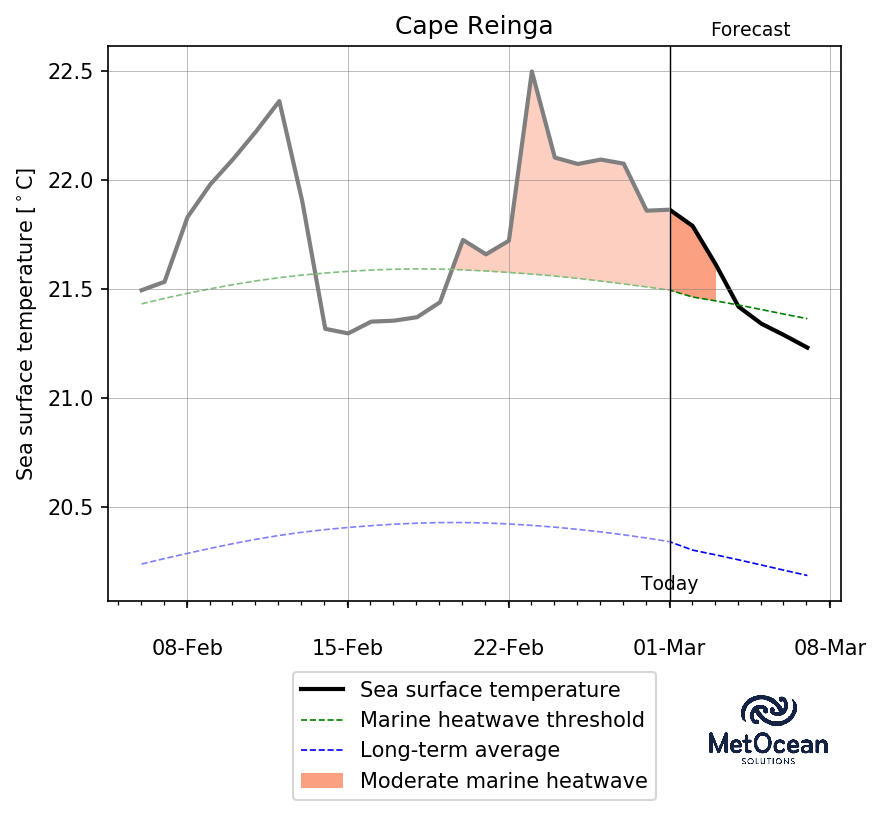 Cape Reinga
Forecast
Sea surface temperature [°C]
22.5
22.0
21.5
21.0
20.5
Today
08-Feb
15-Feb
22-Feb
01-Mar
08-Mar
Sea surface temperature
Marine heatwave threshold
Long-term average
Moderate marine heatwave
MetOcean
SOLUTIONS